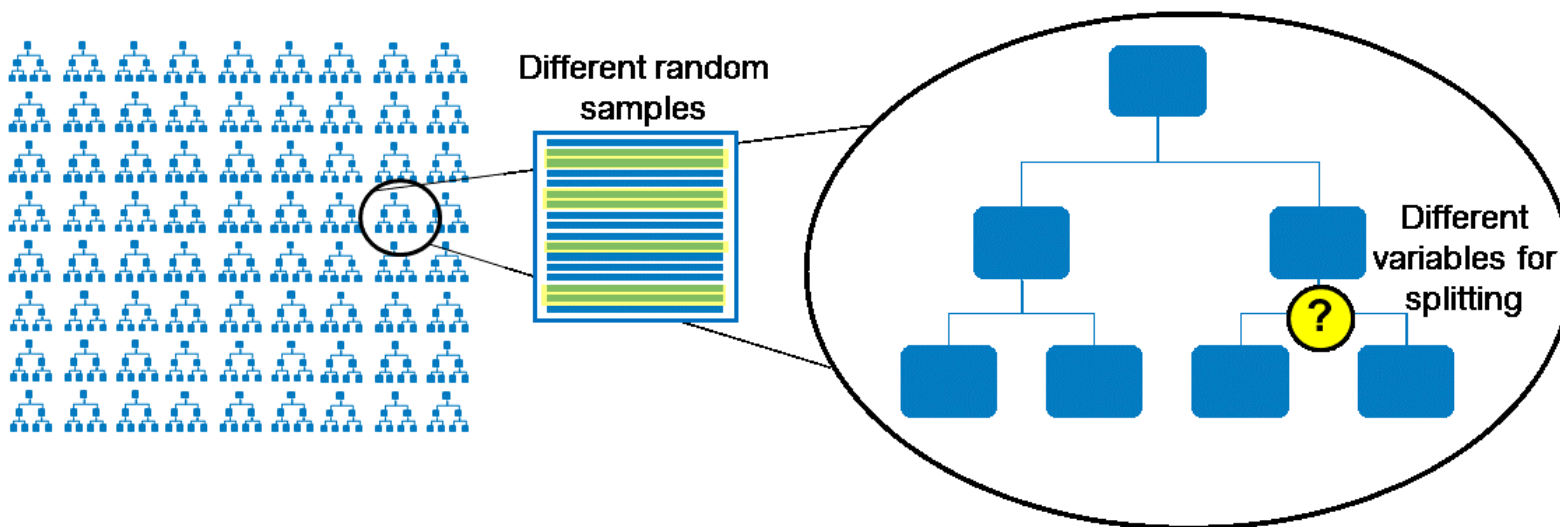 Different random
samples
Different
variables for
splitting
?